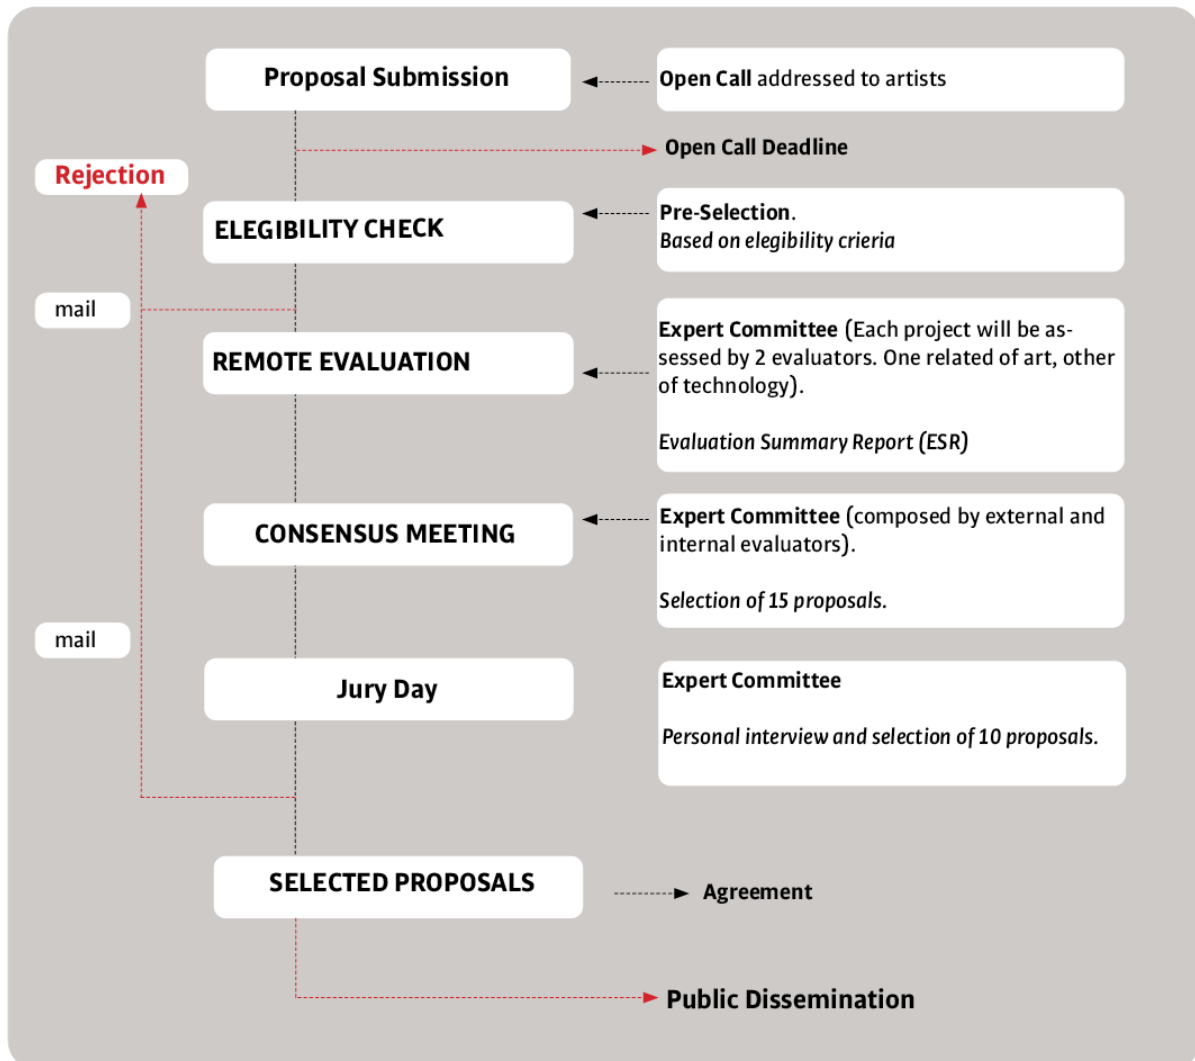 Proposal Submission
Open Call addressed to artists
Open Call Deadline
Rejection
ELEGIBILITY CHECK
Pre-Selection.
Based on elegibility crieria
mail
REMOTE EVALUATION
Expert Committee (Each project will be as-
sessed by 2 evaluators. One related of art, other
of technology).
Evaluation Summary Report (ESR)
CONSENSUS MEETING
Expert Committee (composed by external and
internal evaluators).
Selection of 15 proposals.
mail
Jury Day
Expert Committee
Personal interview and selection of 10 proposals.
SELECTED PROPOSALS
Agreement
Public Dissemination